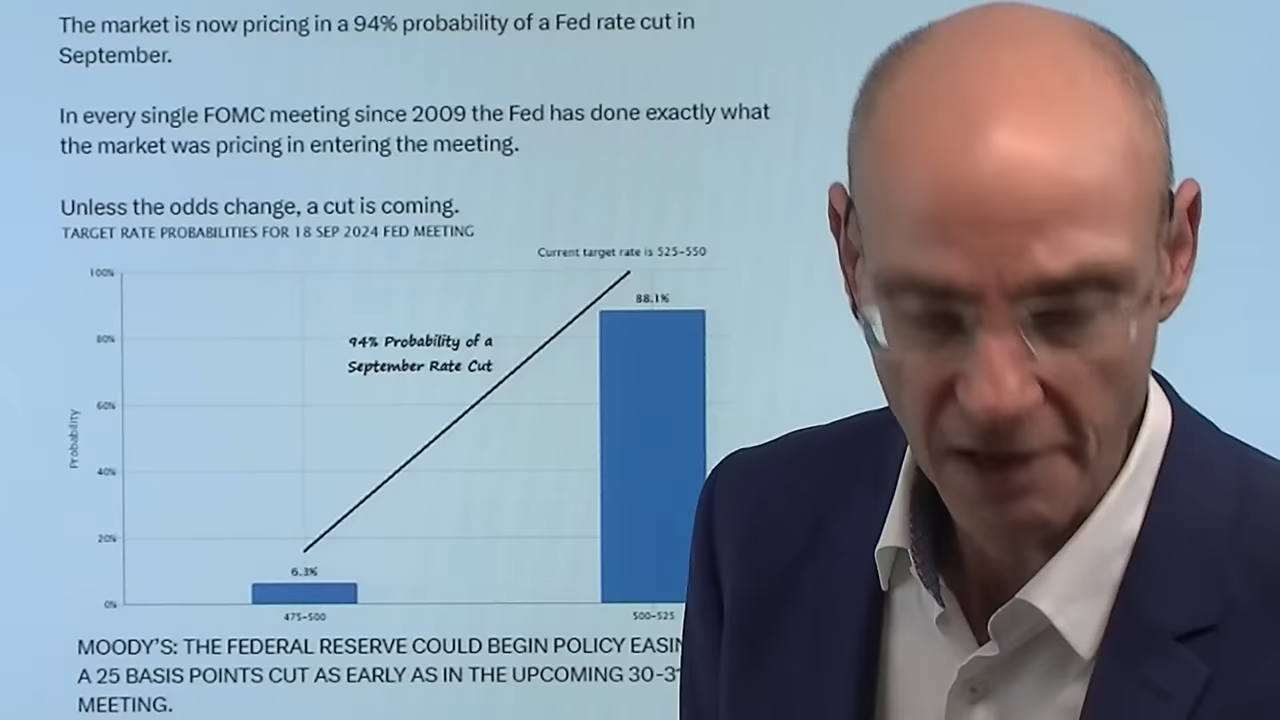 The market is now pricing in a 94% probability of a Fed rate cut in
September.
In every single FOMC meeting since 2009 the Fed has done exactly what
the market was pricing in entering the meeting.
Unless the odds change, a cut is coming.
TARGET RATE PROBABILITIES FOR 18 SEP 2024 FED MEETING
Current target rate is 525-550
100%
88.1%
94% Probability of a
September Rate Cut
80%
60%
Probability
40%
20%
6.3%
0%
475-500
500-525
MOODY'S: THE FEDERAL RESERVE COULD BEGIN POLICY
A 25 BASIS POINTS CUT AS EARLY AS IN THE UPCOMING
MEETING.